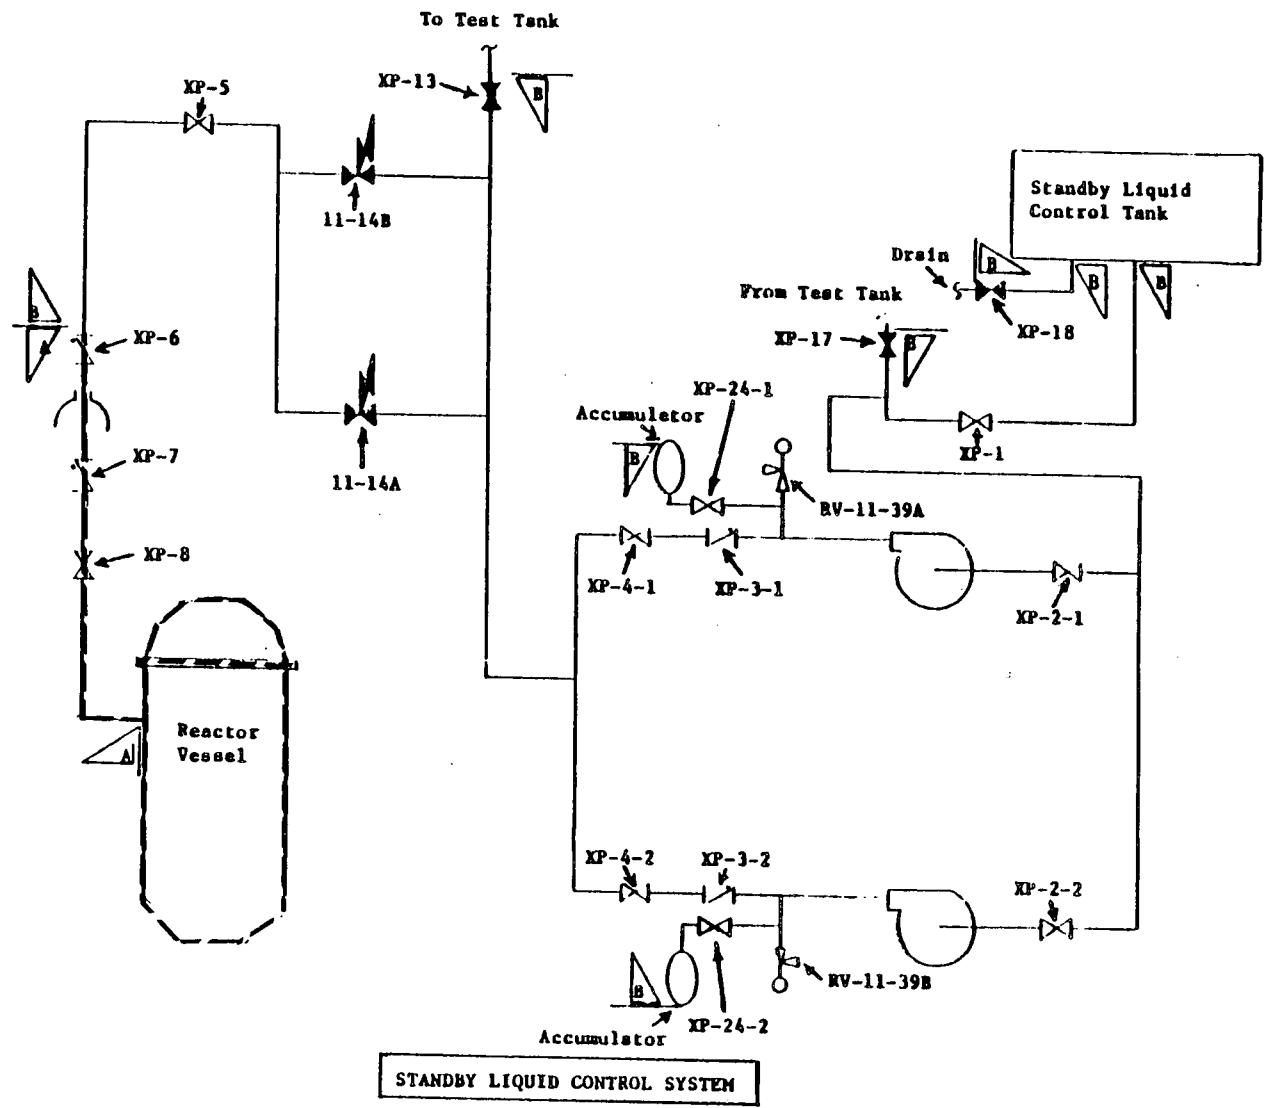 To Test Tank
XP-5
XP-13
B
11-14B
Standby Liquid
Control Tank
Drain
B
B
B
From Test Tank
XP-18
B
XP-6
XP-17
B
XP-24-1
Accumuletor
B
XP-7
XP-1
11-14A
RV-11-39A
XP-8
XP-4-1
XP-3-1
XP-2-1
Reactor
Vessel
A
XP-4-2
XP-3-2
XP-2-2
B
RV-11-39B
XP-24-2
Accumulator
STANDBY LIQUID CONTROL SYSTEM